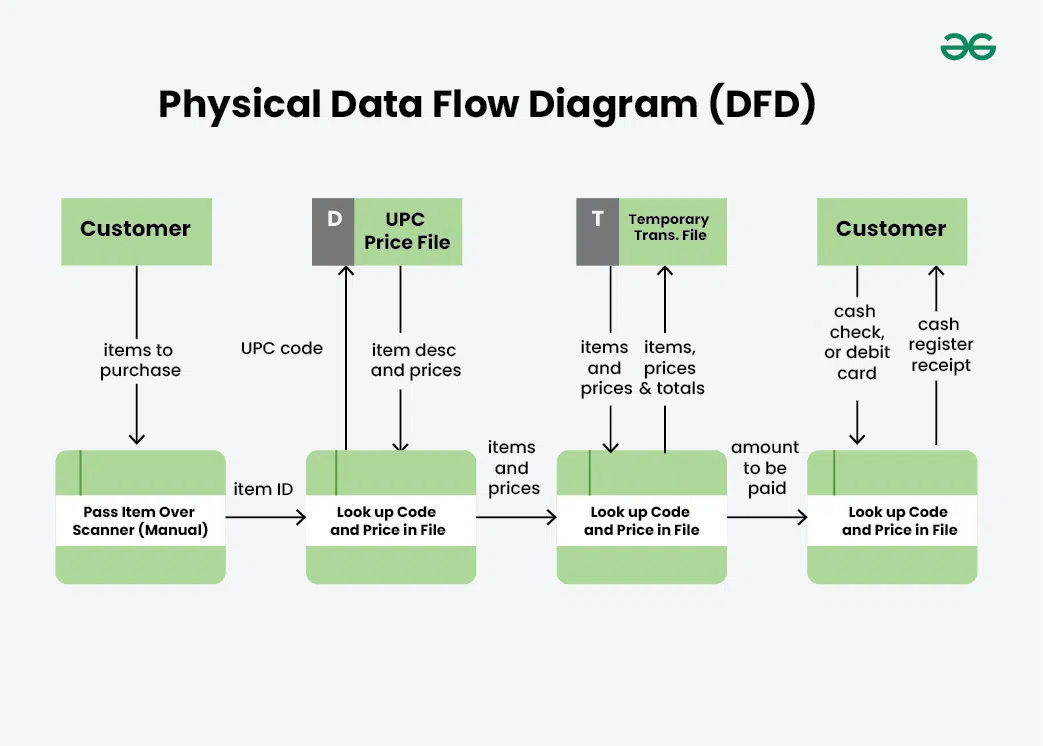 Physical Data Flow Diagram (DFD)
Customer
D
UPC
Price File
T
Temporary
Trans. File
Customer
items to
purchase
UPC code
item desc
and prices
items
and
prices
items,
prices
& totals
cash
check,
or debit
card
cash
register
receipt
item ID
items
and
prices
amount
to be
paid
Pass Item Over
Scanner (Manual)
Look up Code
and Price in File
Look up Code
and Price in File
Look up Code
and Price in File